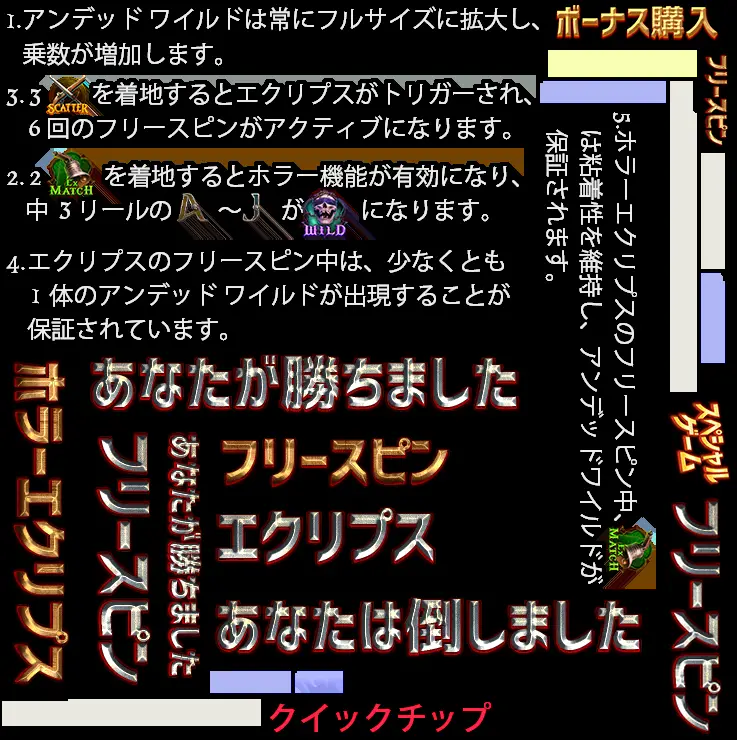 1.アンデッド ワイルドは常にフルサイズに拡大し、
乗数が増加します。
3.3 SCATTER を着地するとエクリプスがトリガーされ、
6 回のフリースピンがアクティブになります。
2.2 EX MATCH を着地するとホラー機能が有効になり、
中 3 リールの A ～J が WILD になります。
4.エクリプスのフリースピン中は、少なくとも
1 体のアンデッド ワイルドが出現することが
保証されています。
ボーナス購入
フリースピン
5.ホラーエクリプスのフリースピン中、EX MATCH
は粘着性を維持し、アンデッドワイルドが
保証されます。
スペシャル
ゲーム
あなたが勝ちました
ホラーエクリプス
フリースピン
あなたが勝ちました
フリースピン
エクリプス
あなたは倒しました
フリースピン
クイックチップ